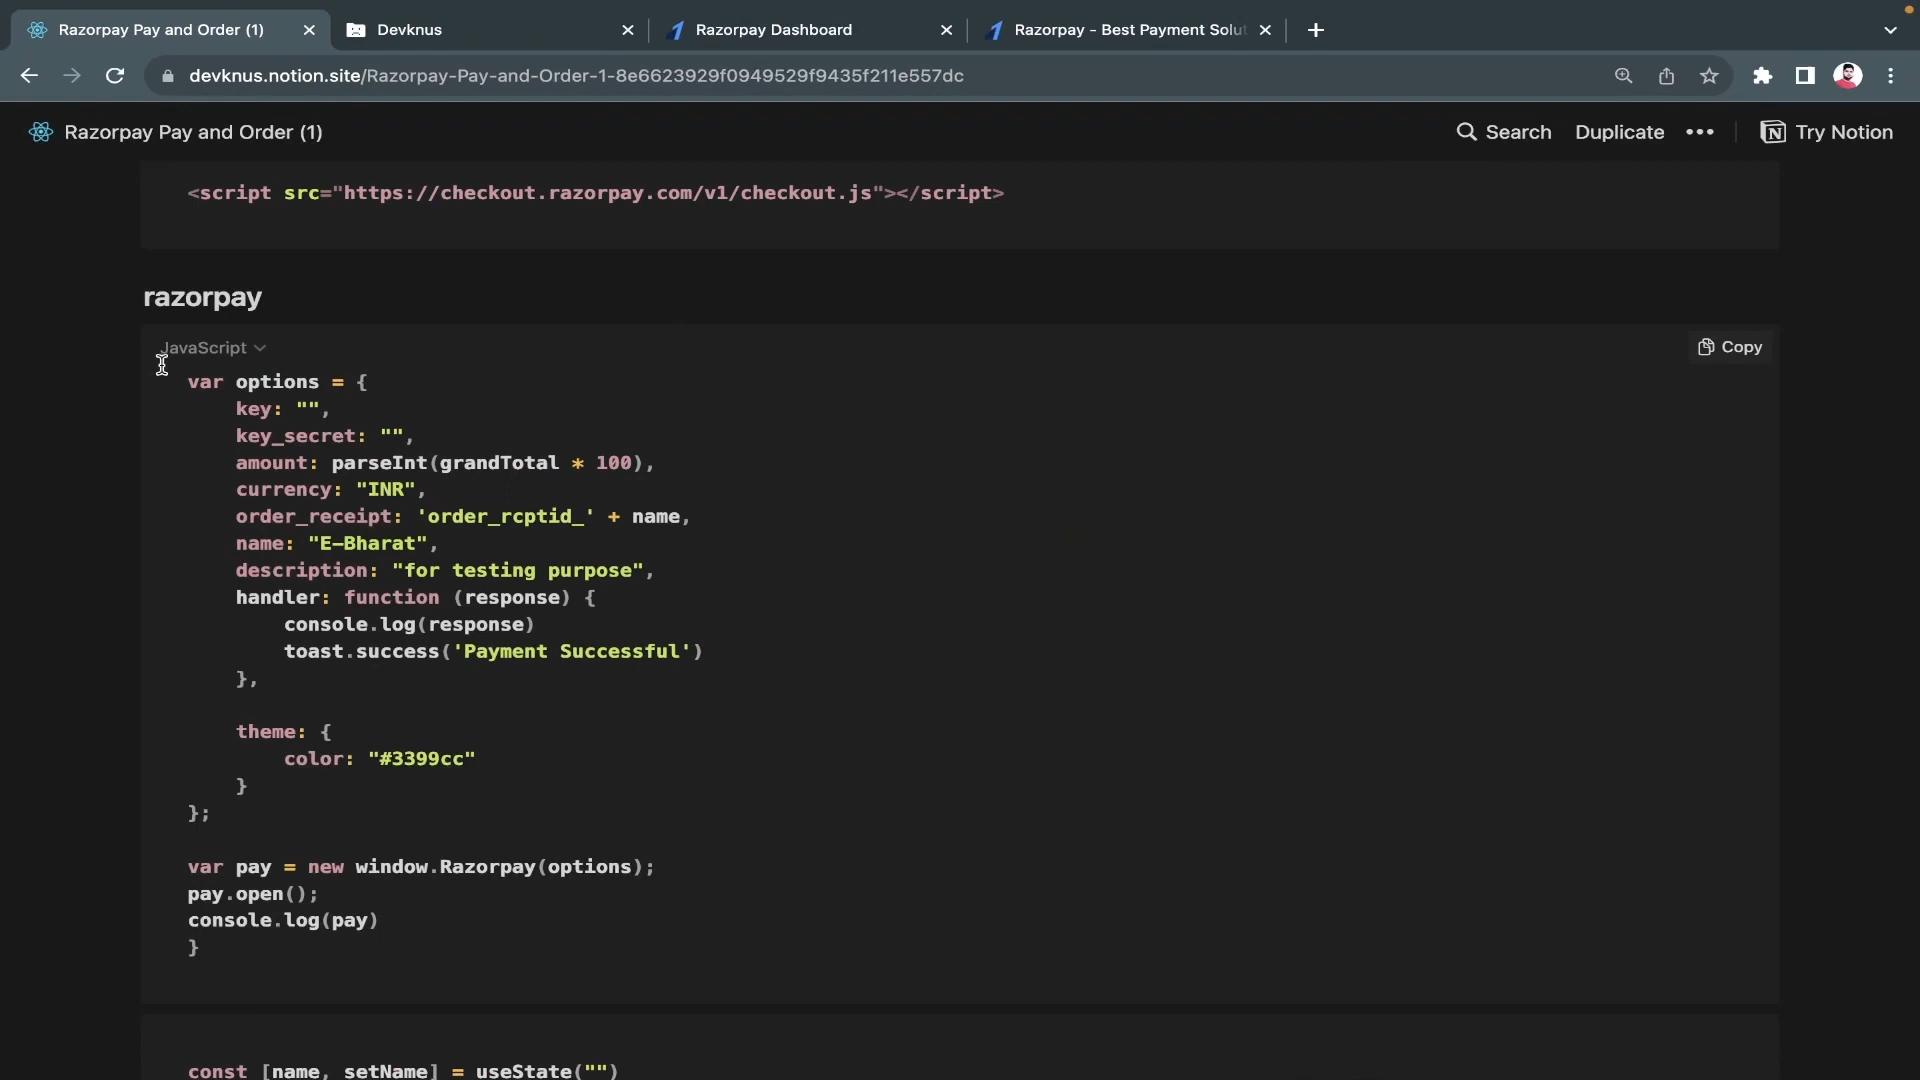 Razorpay Pay and Order (1)
Devknus
Razorpay Dashboard
Razorpay - Best Payment Solut
devknus.notion.site/Razorpay-Pay-and-Order-1-8e6623929f0949529f9435f211e557dc
Razorpay Pay and Order (1)
Search
Duplicate
Try Notion
<script src="https://checkout.razorpay.com/v1/checkout.js"></script>
razorpay
JavaScript
Copy
var options = {
    key: "",
    key_secret: "",
    amount: parseInt(grandTotal * 100),
    currency: "INR",
    order_receipt: 'order_rcptid_' + name,
    name: "E-Bharat",
    description: "for testing purpose",
    handler: function (response) {
        console.log(response)
        toast.success('Payment Successful')
    },
    theme: {
        color: "#3399cc"
    }
};
var pay = new window.Razorpay(options);
pay.open();
console.log(pay)
}
const [name, setName] = useState("")